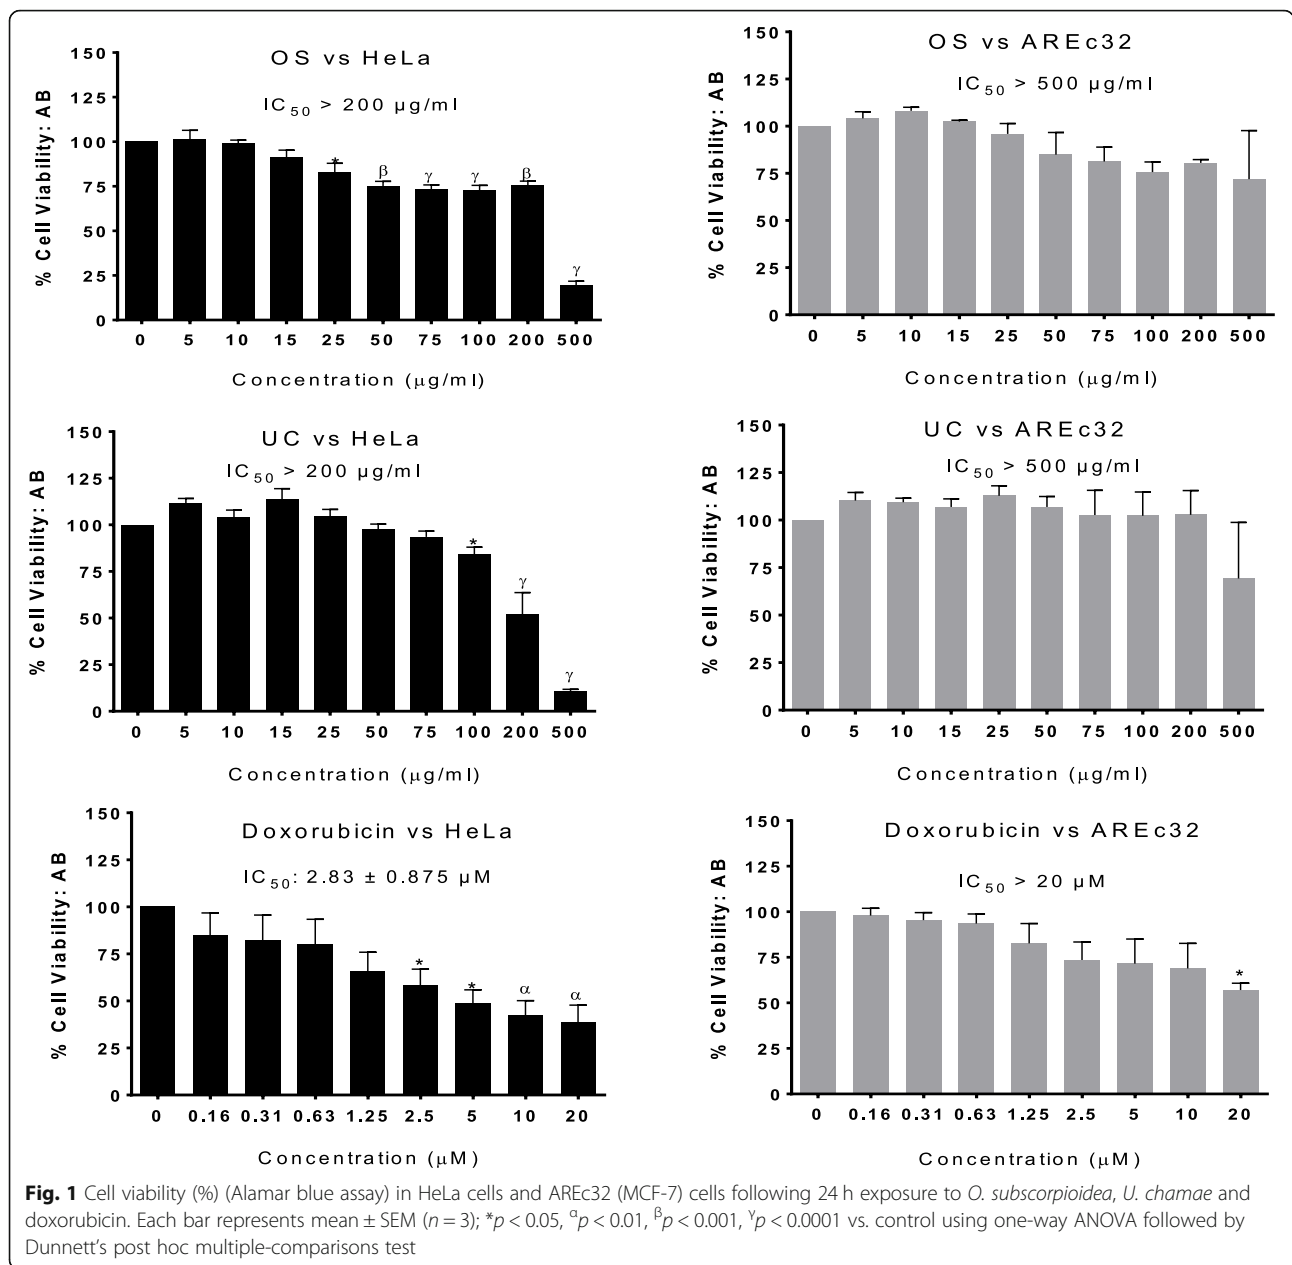 OS vs HeLa
IC50 > 200 µg/ml
% Cell Viability: AB
150
125
100
75
50
25
0
* β γ γ β γ
0 5 10 15 25 50 75 100 200 500
Concentration (µg/ml)
OS vs AREc32
IC50 > 500 µg/ml
% Cell Viability: AB
150
125
100
75
50
25
0
0 5 10 15 25 50 75 100 200 500
Concentration (µg/ml)
UC vs HeLa
IC50 > 200 µg/ml
% Cell Viability: AB
150
125
100
75
50
25
0
* γ γ
0 5 10 15 25 50 75 100 200 500
Concentration (µg/ml)
UC vs AREc32
IC50 > 500 µg/ml
% Cell Viability: AB
150
125
100
75
50
25
0
0 5 10 15 25 50 75 100 200 500
Concentration (µg/ml)
Doxorubicin vs HeLa
IC50: 2.83 ± 0.875 µM
% Cell Viability: AB
150
125
100
75
50
25
0
* * α α
0 0.16 0.31 0.63 1.25 2.5 5 10 20
Concentration (µM)
Doxorubicin vs AREc32
IC50 > 20 µM
% Cell Viability: AB
150
125
100
75
50
25
0
*
0 0.16 0.31 0.63 1.25 2.5 5 10 20
Concentration (µM)
Fig. 1 Cell viability (%) (Alamar blue assay) in HeLa cells and AREc32 (MCF-7) cells following 24 h exposure to O. subscorpioidea, U. chamae and
doxorubicin. Each bar represents mean ± SEM (n = 3); *p < 0.05, αp < 0.01, βp < 0.001, γp < 0.0001 vs. control using one-way ANOVA followed by
Dunnett's post hoc multiple-comparisons test